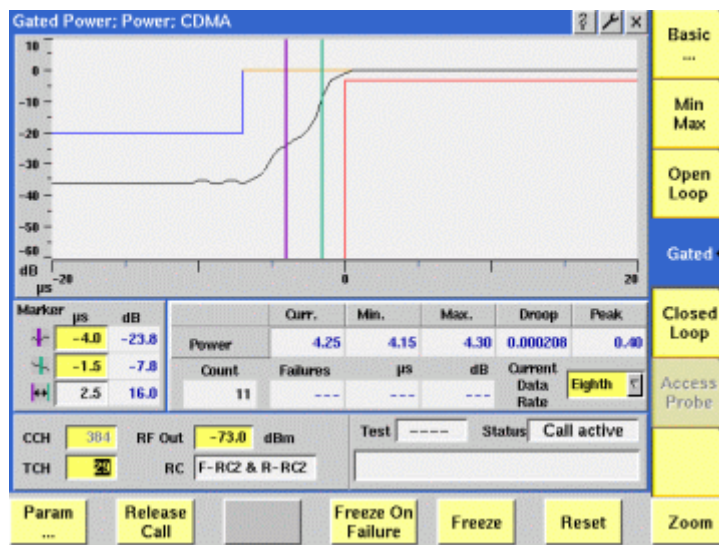 Gated Power: Power; CDMA ? ×
Basic
...
10
0
-10
-20
-30
-40
-50
-60
dB
µs
-20 0 20
Min
Max
Open
Loop
Gated
Closed
Loop
Access
Probe
Marker µs dB
-4.0 -23.8
-1.5 -7.8
2.5 16.0
Curr. Min. Max. Droop Peak
Power 4.25 4.15 4.30 0.000208 0.40
Count Failures µs dB Current Data Rate Eighth
11 --- --- ---
CCH 384 RF Out -73.0 dBm
TCH 29 RC F-RC2 & R-RC2
Test ---- Status Call active
Param
...
Release
Call
Freeze On
Failure
Freeze
Reset
Zoom